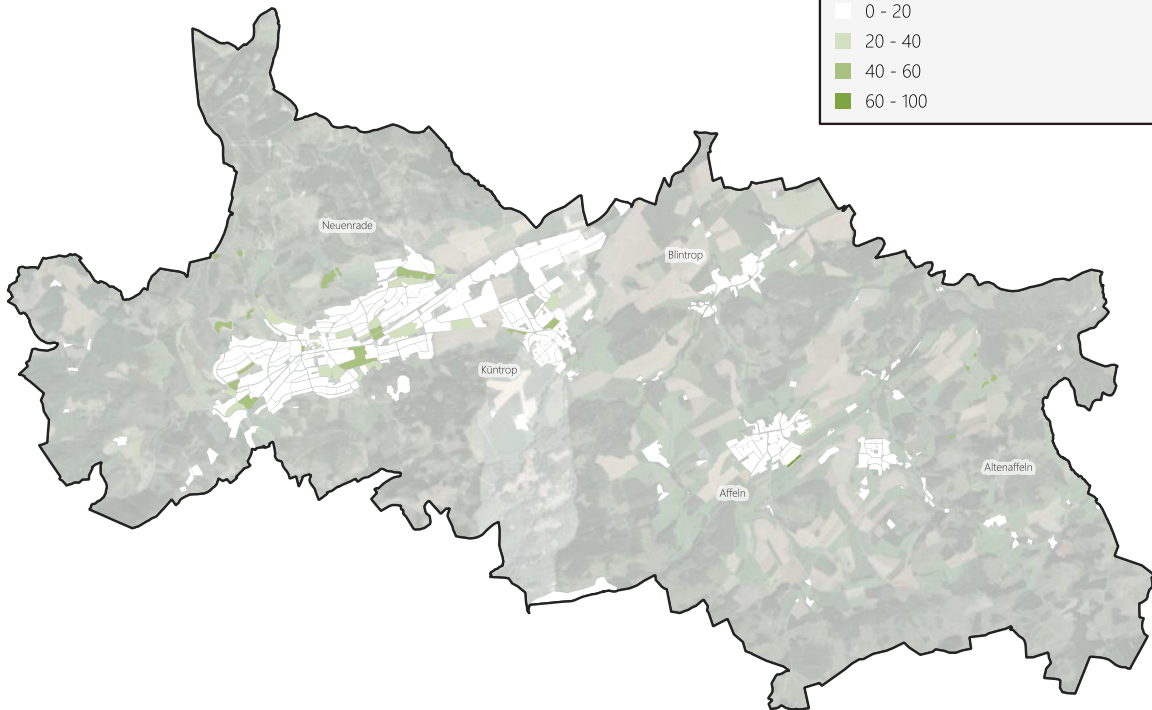 0 - 20
20 - 40
40 - 60
60 - 100
Neuenrade
Blintrop
Küntrop
Altenaffeln
Affeln